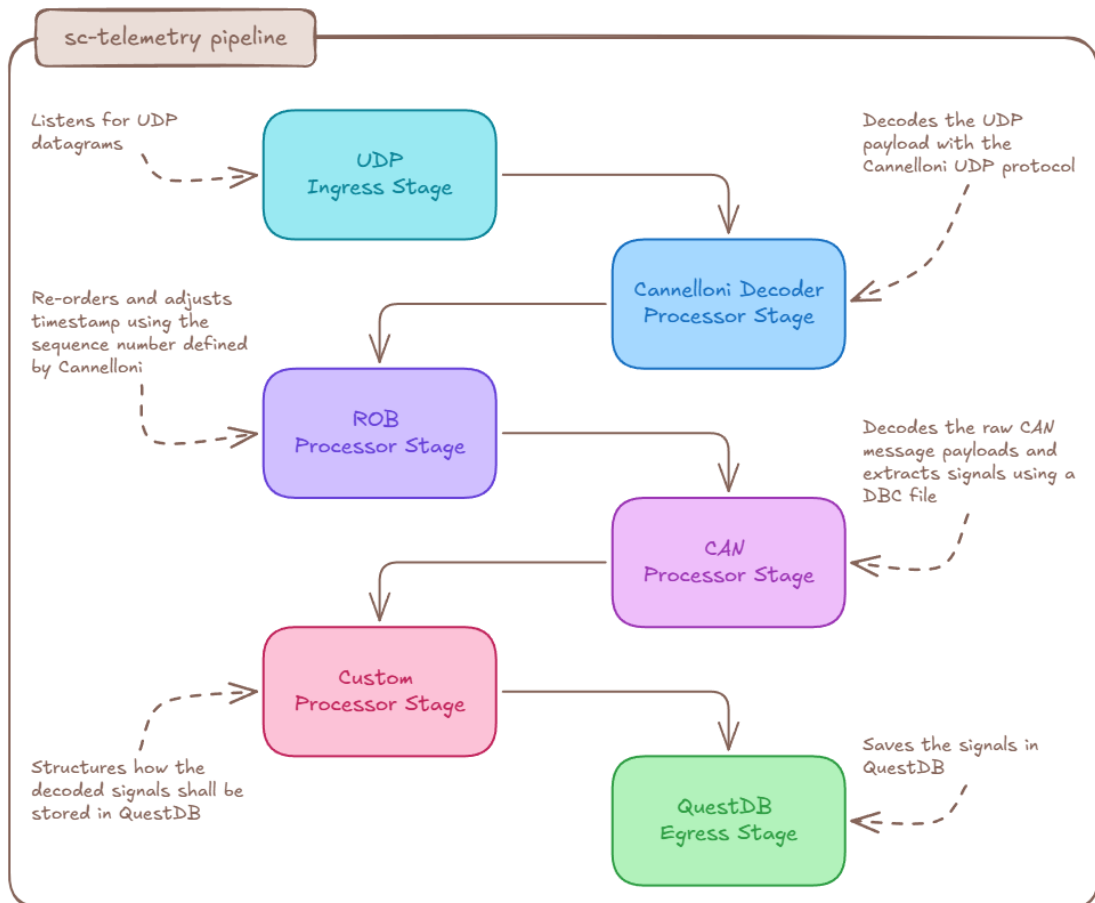 sc-telemetry pipeline
Listens for UDP
datagrams
UDP
Ingress Stage
Decodes the UDP
payload with the
Cannelloni UDP protocol
Cannelloni Decoder
Processor Stage
Re-orders and adjusts
timestamp using the
sequence number defined
by Cannelloni
ROB
Processor Stage
Decodes the raw CAN
message payloads and
extracts signals using a
DBC file
CAN
Processor Stage
Custom
Processor Stage
Structures how the
decoded signals shall be
stored in QuestDB
Saves the signals in
QuestDB
QuestDB
Egress Stage